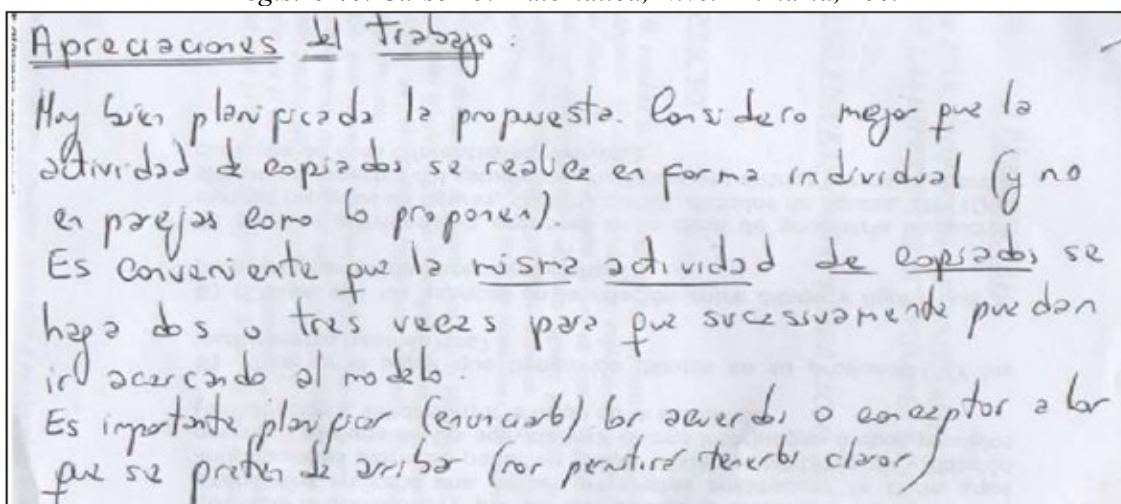 Apreciaciones del trabajo:
Muy bien planificada la propuesta. Considero mejor que la
actividad de copiados se realice en forma individual (y no
en parejas como lo proponen).
Es conveniente que la misma actividad de copiados se
haga dos o tres veces para que sucesivamente puedan
ir acercando al modelo.
Es importante planificar (enunciarlo) los acuerdos o conceptos a los
que se pretende arribar (nos permitirá tenerlos claros)